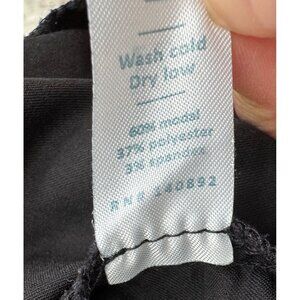 Wash cold
Dry low
60% modal
37% polyester
3% spandex
RN# 140892